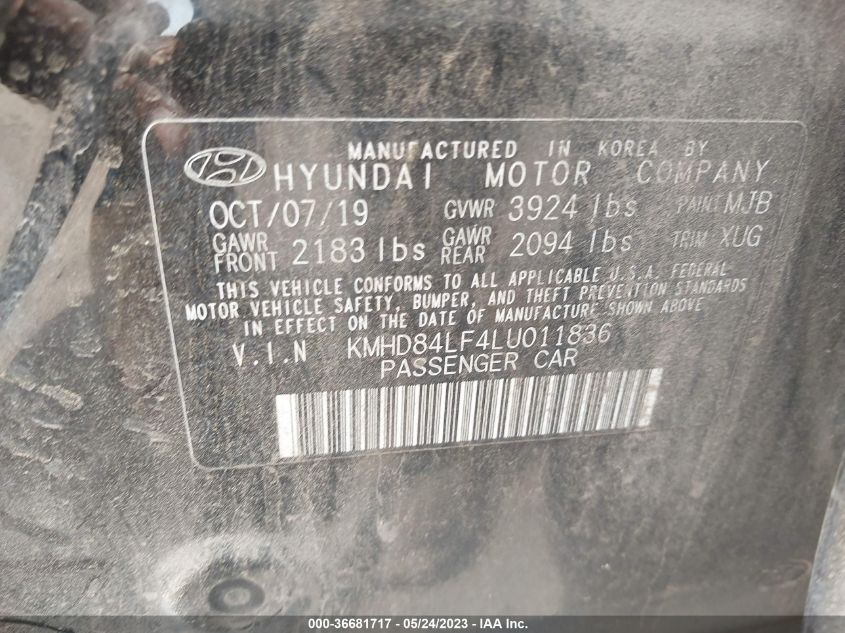 MANUFACTURED IN KOREA BY
HYUNDAI MOTOR COMPANY
OCT/07/19 GVWR 3924 lbs PAINT MJB
GAWR FRONT 2183 lbs GAWR REAR 2094 lbs TRIM XUG
THIS VEHICLE CONFORMS TO ALL APPLICABLE U.S.A. FEDERAL
MOTOR VEHICLE SAFETY, BUMPER, AND THEFT PREVENTION STANDARDS
IN EFFECT ON THE DATE OF MANUFACTURE SHOWN ABOVE
V.I.N KMHD84LF4LU011836
PASSENGER CAR
000-36681717 - 05/24/2023 - IAA Inc.